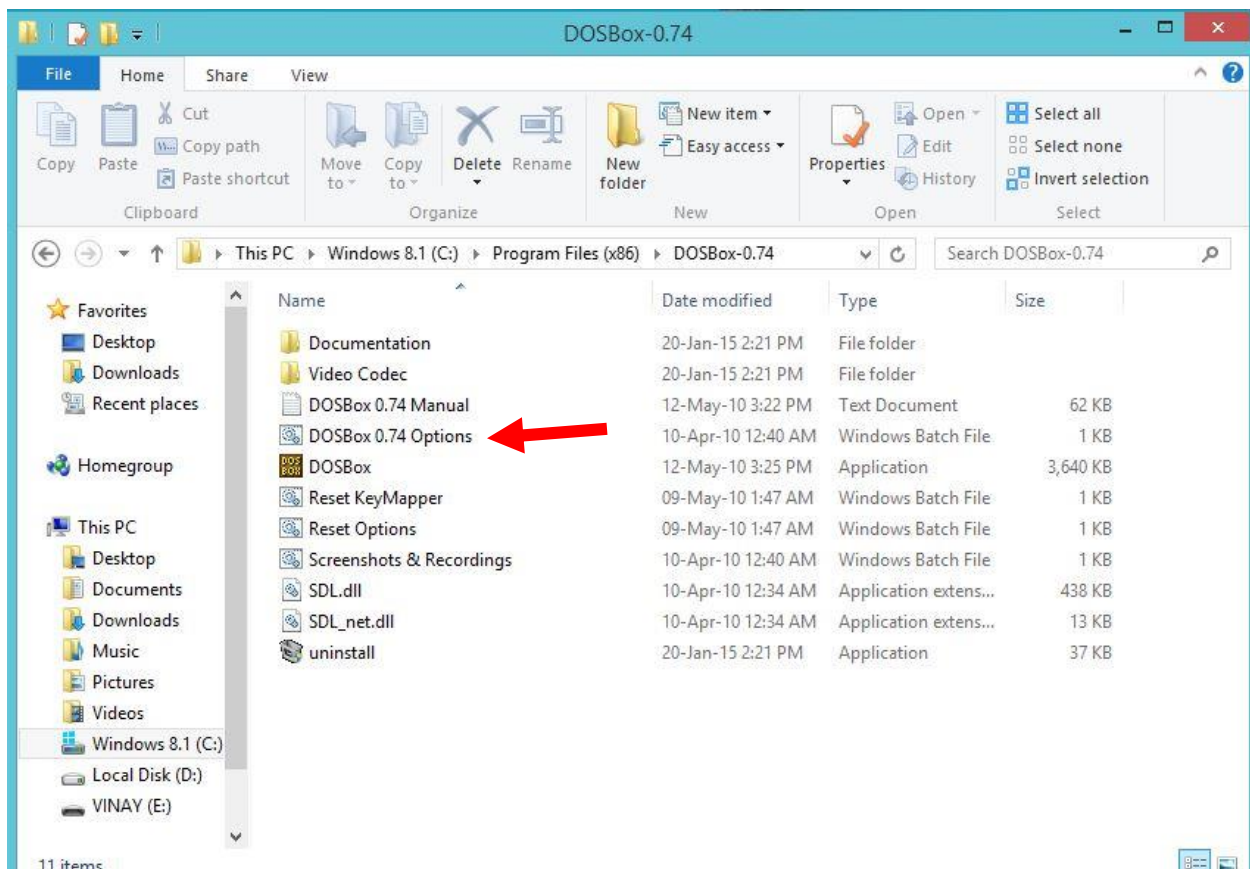 DOSBox-0.74
File Home Share View
Copy
Paste
Cut
Copy path
Paste shortcut
Clipboard
Move to
Copy to
Delete
Rename
Organize
New folder
New item
Easy access
New
Properties
Open
Edit
History
Open
Select all
Select none
Invert selection
Select
This PC Windows 8.1 (C:) Program Files (x86) DOSBox-0.74 Search DOSBox-0.74
Favorites
Desktop
Downloads
Recent places
Homegroup
This PC
Desktop
Documents
Downloads
Music
Pictures
Videos
Windows 8.1 (C:)
Local Disk (D:)
VINAY (E:)
Name Date modified Type Size
Documentation 20-Jan-15 2:21 PM File folder
Video Codec 20-Jan-15 2:21 PM File folder
DOSBox 0.74 Manual 12-May-10 3:22 PM Text Document 62 KB
DOSBox 0.74 Options 10-Apr-10 12:40 AM Windows Batch File 1 KB
DOS BOX DOSBox 12-May-10 3:25 PM Application 3,640 KB
Reset KeyMapper 09-May-10 1:47 AM Windows Batch File 1 KB
Reset Options 09-May-10 1:47 AM Windows Batch File 1 KB
Screenshots & Recordings 10-Apr-10 12:40 AM Windows Batch File 1 KB
SDL.dll 10-Apr-10 12:34 AM Application extens... 438 KB
SDL_net.dll 10-Apr-10 12:34 AM Application extens... 13 KB
uninstall 20-Jan-15 2:21 PM Application 37 KB
11 items